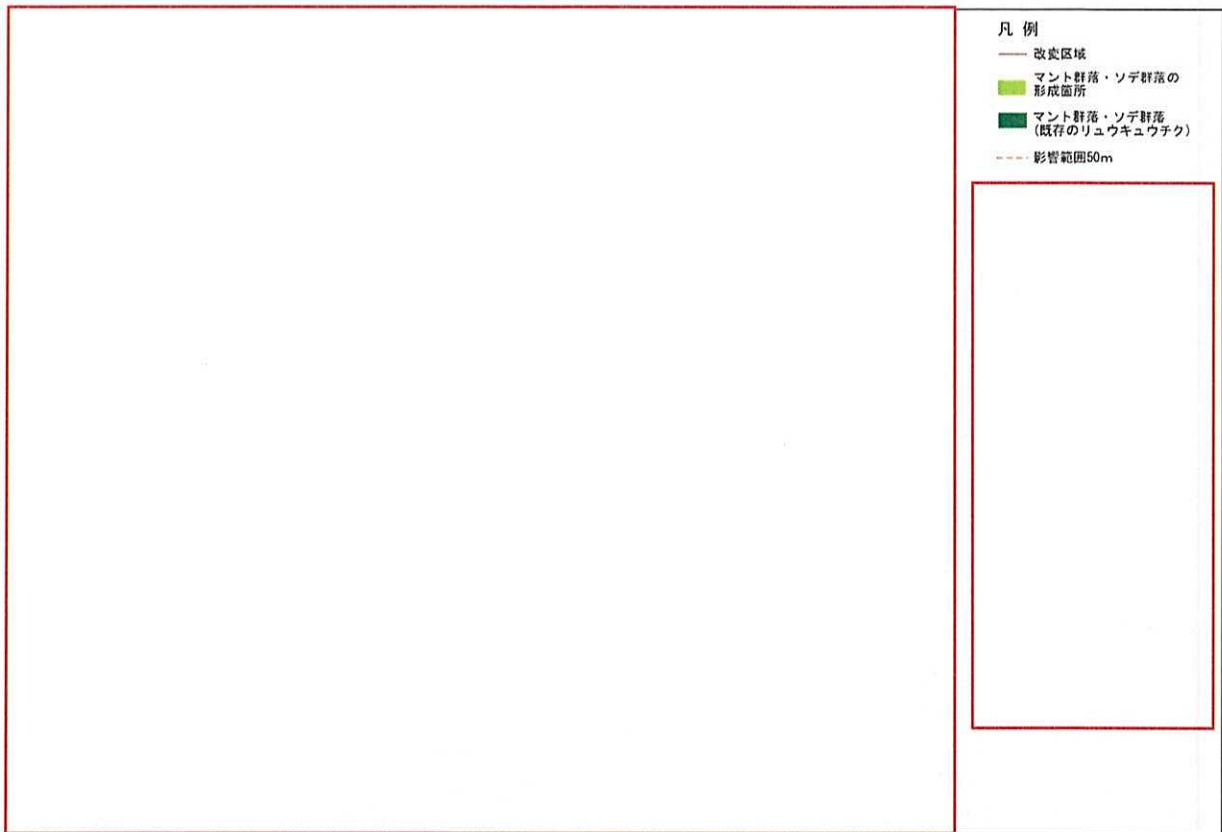 凡 例
改変区域
マント群落・ソデ群落の
形成箇所
マント群落・ソデ群落
(既存のリュウキュウチク)
影響範囲50m